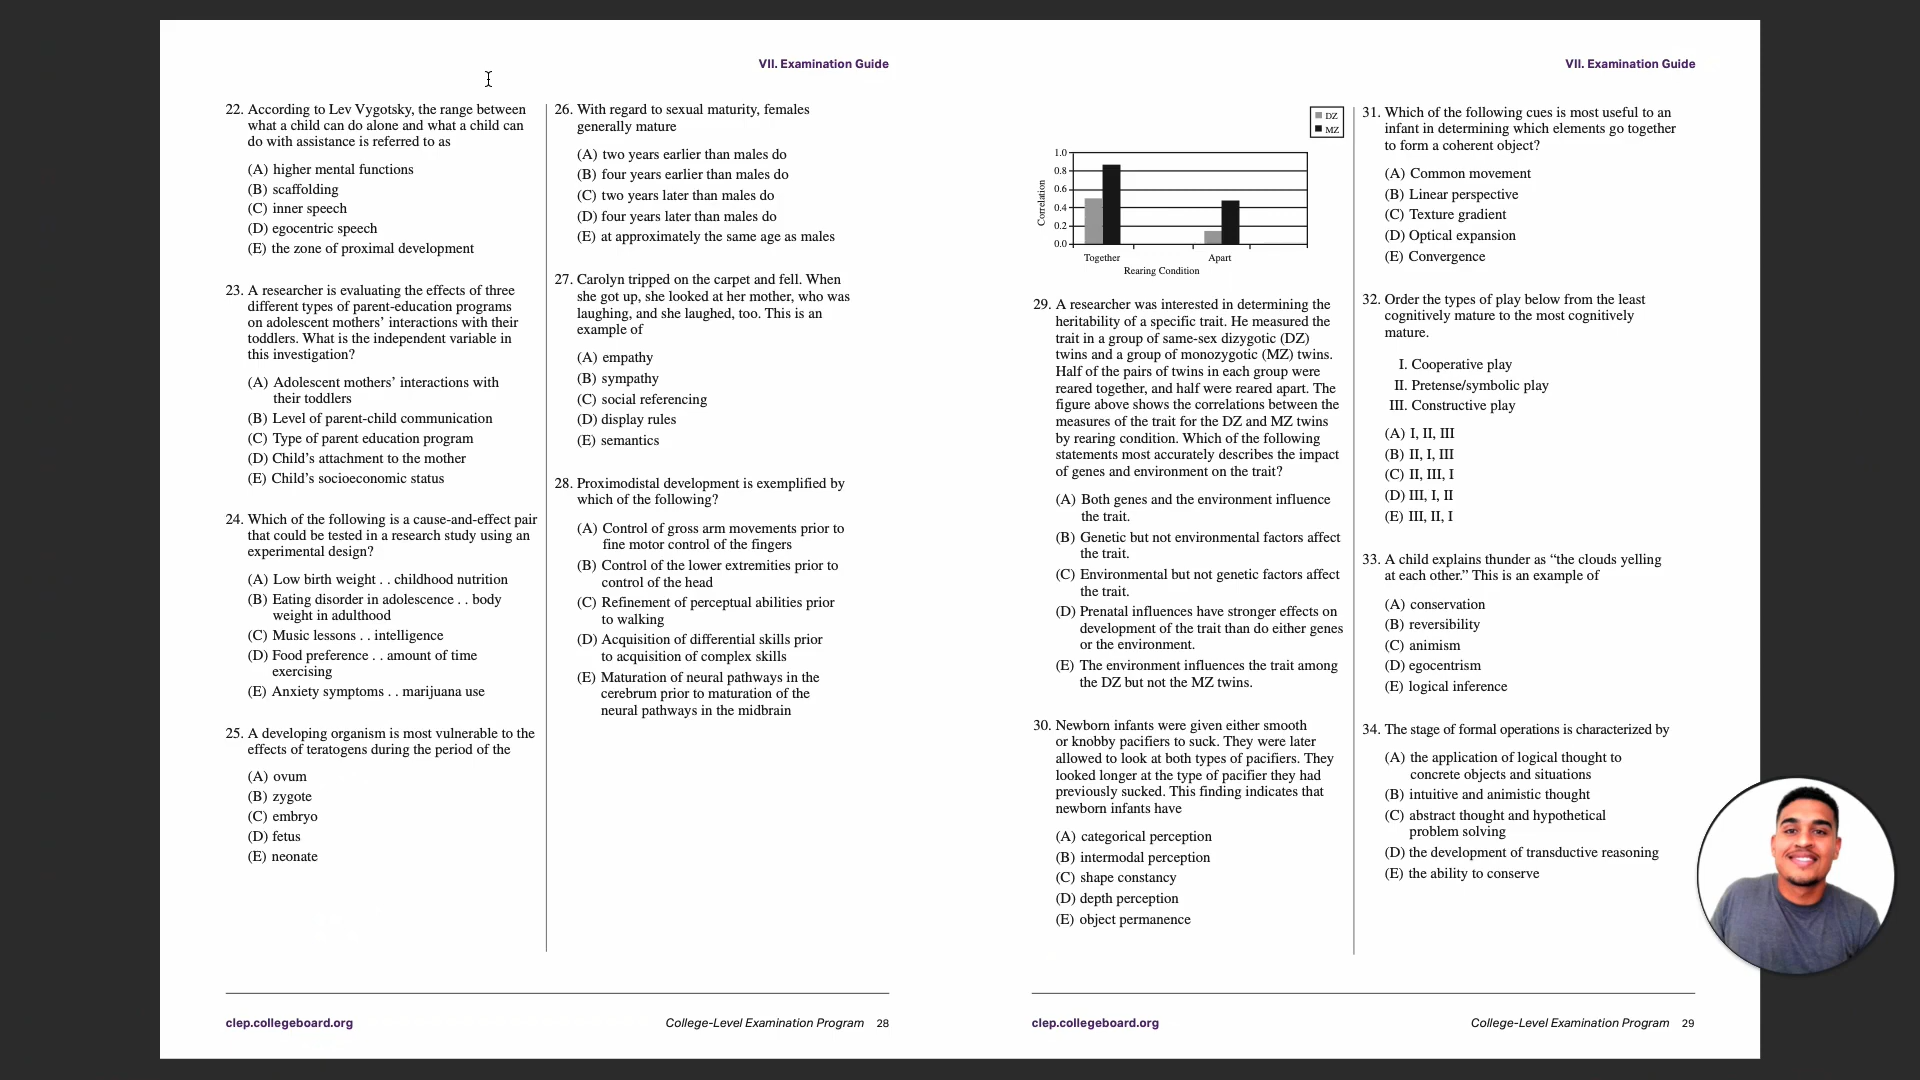 VII. Examination Guide
22. According to Lev Vygotsky, the range between
what a child can do alone and what a child can
do with assistance is referred to as
(A) higher mental functions
(B) scaffolding
(C) inner speech
(D) egocentric speech
(E) the zone of proximal development
23. A researcher is evaluating the effects of three
different types of parent-education programs
on adolescent mothers’ interactions with their
toddlers. What is the independent variable in
this investigation?
(A) Adolescent mothers’ interactions with
their toddlers
(B) Level of parent-child communication
(C) Type of parent education program
(D) Child’s attachment to the mother
(E) Child’s socioeconomic status
24. Which of the following is a cause-and-effect pair
that could be tested in a research study using an
experimental design?
(A) Low birth weight . . childhood nutrition
(B) Eating disorder in adolescence . . body
weight in adulthood
(C) Music lessons . . intelligence
(D) Food preference . . amount of time
exercising
(E) Anxiety symptoms . . marijuana use
25. A developing organism is most vulnerable to the
effects of teratogens during the period of the
(A) ovum
(B) zygote
(C) embryo
(D) fetus
(E) neonate
26. With regard to sexual maturity, females
generally mature
(A) two years earlier than males do
(B) four years earlier than males do
(C) two years later than males do
(D) four years later than males do
(E) at approximately the same age as males
27. Carolyn tripped on the carpet and fell. When
she got up, she looked at her mother, who was
laughing, and she laughed, too. This is an
example of
(A) empathy
(B) sympathy
(C) social referencing
(D) display rules
(E) semantics
28. Proximodistal development is exemplified by
which of the following?
(A) Control of gross arm movements prior to
fine motor control of the fingers
(B) Control of the lower extremities prior to
control of the head
(C) Refinement of perceptual abilities prior
to walking
(D) Acquisition of differential skills prior
to acquisition of complex skills
(E) Maturation of neural pathways in the
cerebrum prior to maturation of the
neural pathways in the midbrain
clep.collegeboard.org
College-Level Examination Program 28
VII. Examination Guide
DZ
MZ
1.0
0.8
0.6
0.4
0.2
0.0
Correlation
Together
Apart
Rearing Condition
29. A researcher was interested in determining the
heritability of a specific trait. He measured the
trait in a group of same-sex dizygotic (DZ)
twins and a group of monozygotic (MZ) twins.
Half of the pairs of twins in each group were
reared together, and half were reared apart. The
figure above shows the correlations between the
measures of the trait for the DZ and MZ twins
by rearing condition. Which of the following
statements most accurately describes the impact
of genes and environment on the trait?
(A) Both genes and the environment influence
the trait.
(B) Genetic but not environmental factors affect
the trait.
(C) Environmental but not genetic factors affect
the trait.
(D) Prenatal influences have stronger effects on
development of the trait than do either genes
or the environment.
(E) The environment influences the trait among
the DZ but not the MZ twins.
30. Newborn infants were given either smooth
or knobby pacifiers to suck. They were later
allowed to look at both types of pacifiers. They
looked longer at the type of pacifier they had
previously sucked. This finding indicates that
newborn infants have
(A) categorical perception
(B) intermodal perception
(C) shape constancy
(D) depth perception
(E) object permanence
31. Which of the following cues is most useful to an
infant in determining which elements go together
to form a coherent object?
(A) Common movement
(B) Linear perspective
(C) Texture gradient
(D) Optical expansion
(E) Convergence
32. Order the types of play below from the least
cognitively mature to the most cognitively
mature.
I. Cooperative play
II. Pretense/symbolic play
III. Constructive play
(A) I, II, III
(B) II, I, III
(C) II, III, I
(D) III, I, II
(E) III, II, I
33. A child explains thunder as “the clouds yelling
at each other.” This is an example of
(A) conservation
(B) reversibility
(C) animism
(D) egocentrism
(E) logical inference
34. The stage of formal operations is characterized by
(A) the application of logical thought to
concrete objects and situations
(B) intuitive and animistic thought
(C) abstract thought and hypothetical
problem solving
(D) the development of transductive reasoning
(E) the ability to conserve
clep.collegeboard.org
College-Level Examination Program 29